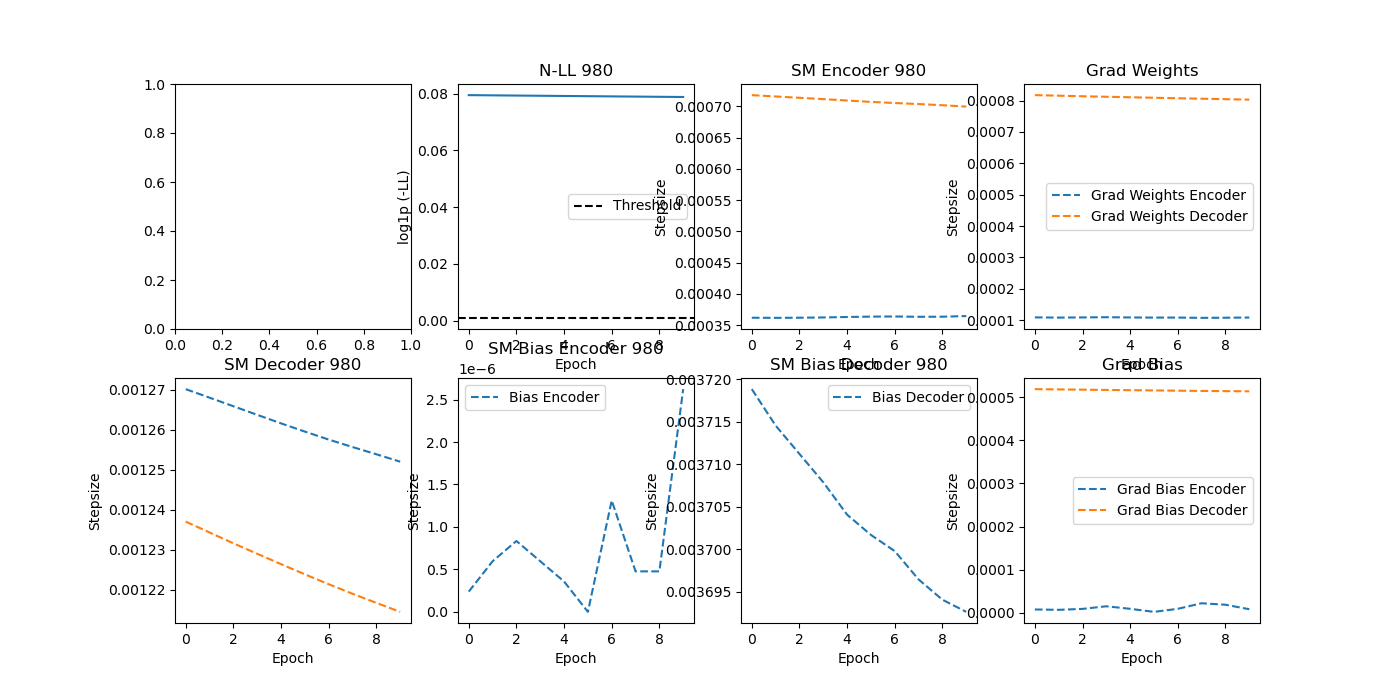 1.0
0.8
0.6
0.4
0.2
0.0
0.0 0.2 0.4 0.6 0.8 1.0
N-LL 980
log1p (-LL)
0.08
0.06
0.04
0.02
0.00
Threshold
0 2 4 6 8
Epoch
SM Encoder 980
Stepsize
0.00070
0.00065
0.00060
0.00055
0.00050
0.00045
0.00040
0.00035
0 2 4 6 8
Epoch
Grad Weights
Stepsize
0.0008
0.0007
0.0006
0.0005
0.0004
0.0003
0.0002
0.0001
Grad Weights Encoder
Grad Weights Decoder
0 2 4 6 8
Epoch
SM Decoder 980
Stepsize
0.00127
0.00126
0.00125
0.00124
0.00123
0.00122
0 2 4 6 8
Epoch
SM Bias Encoder 980
1e−6
Stepsize
2.5
2.0
1.5
1.0
0.5
0.0
Bias Encoder
0 2 4 6 8
Epoch
SM Bias Decoder 980
Stepsize
0.003720
0.003715
0.003710
0.003705
0.003700
0.003695
Bias Decoder
0 2 4 6 8
Epoch
Grad Bias
Stepsize
0.0005
0.0004
0.0003
0.0002
0.0001
0.0000
Grad Bias Encoder
Grad Bias Decoder
0 2 4 6 8
Epoch